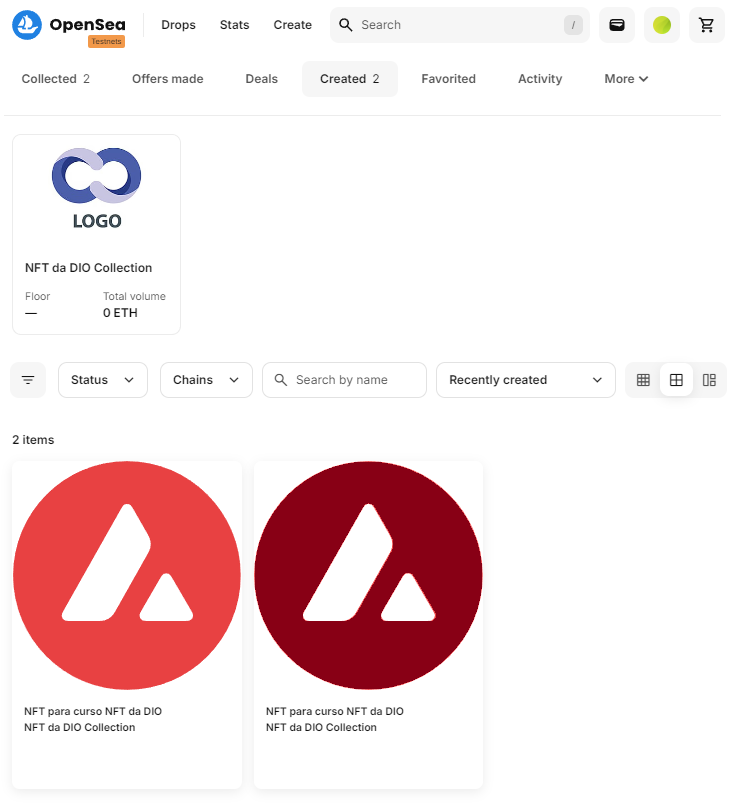 OpenSea Drops Stats Create Search /
Testnets
Collected 2 Offers made Deals Created 2 Favorited Activity More
LOGO
NFT da DIO Collection
Floor Total volume
— 0 ETH
Status Chains Search by name Recently created
2 items
NFT para curso NFT da DIO NFT para curso NFT da DIO
NFT da DIO Collection NFT da DIO Collection